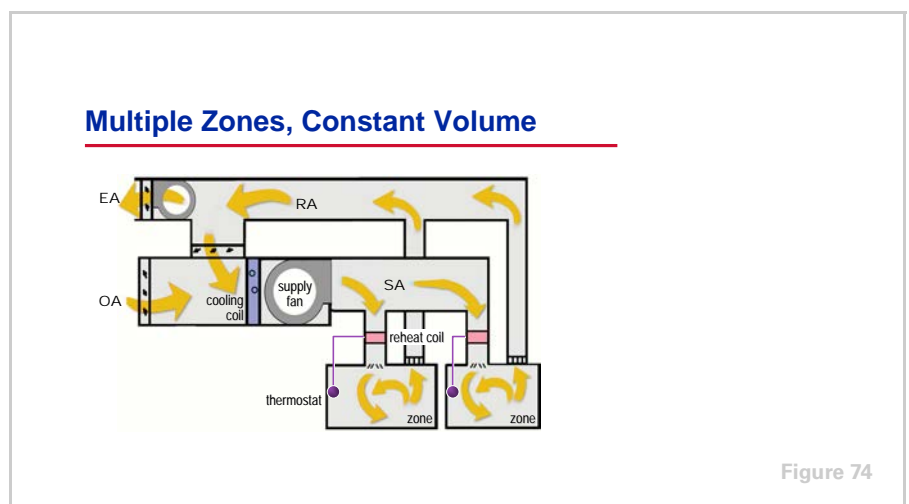 Multiple Zones, Constant Volume
EA
RA
OA
cooling
coil
supply
fan
SA
reheat coil
thermostat
zone
zone
Figure 74